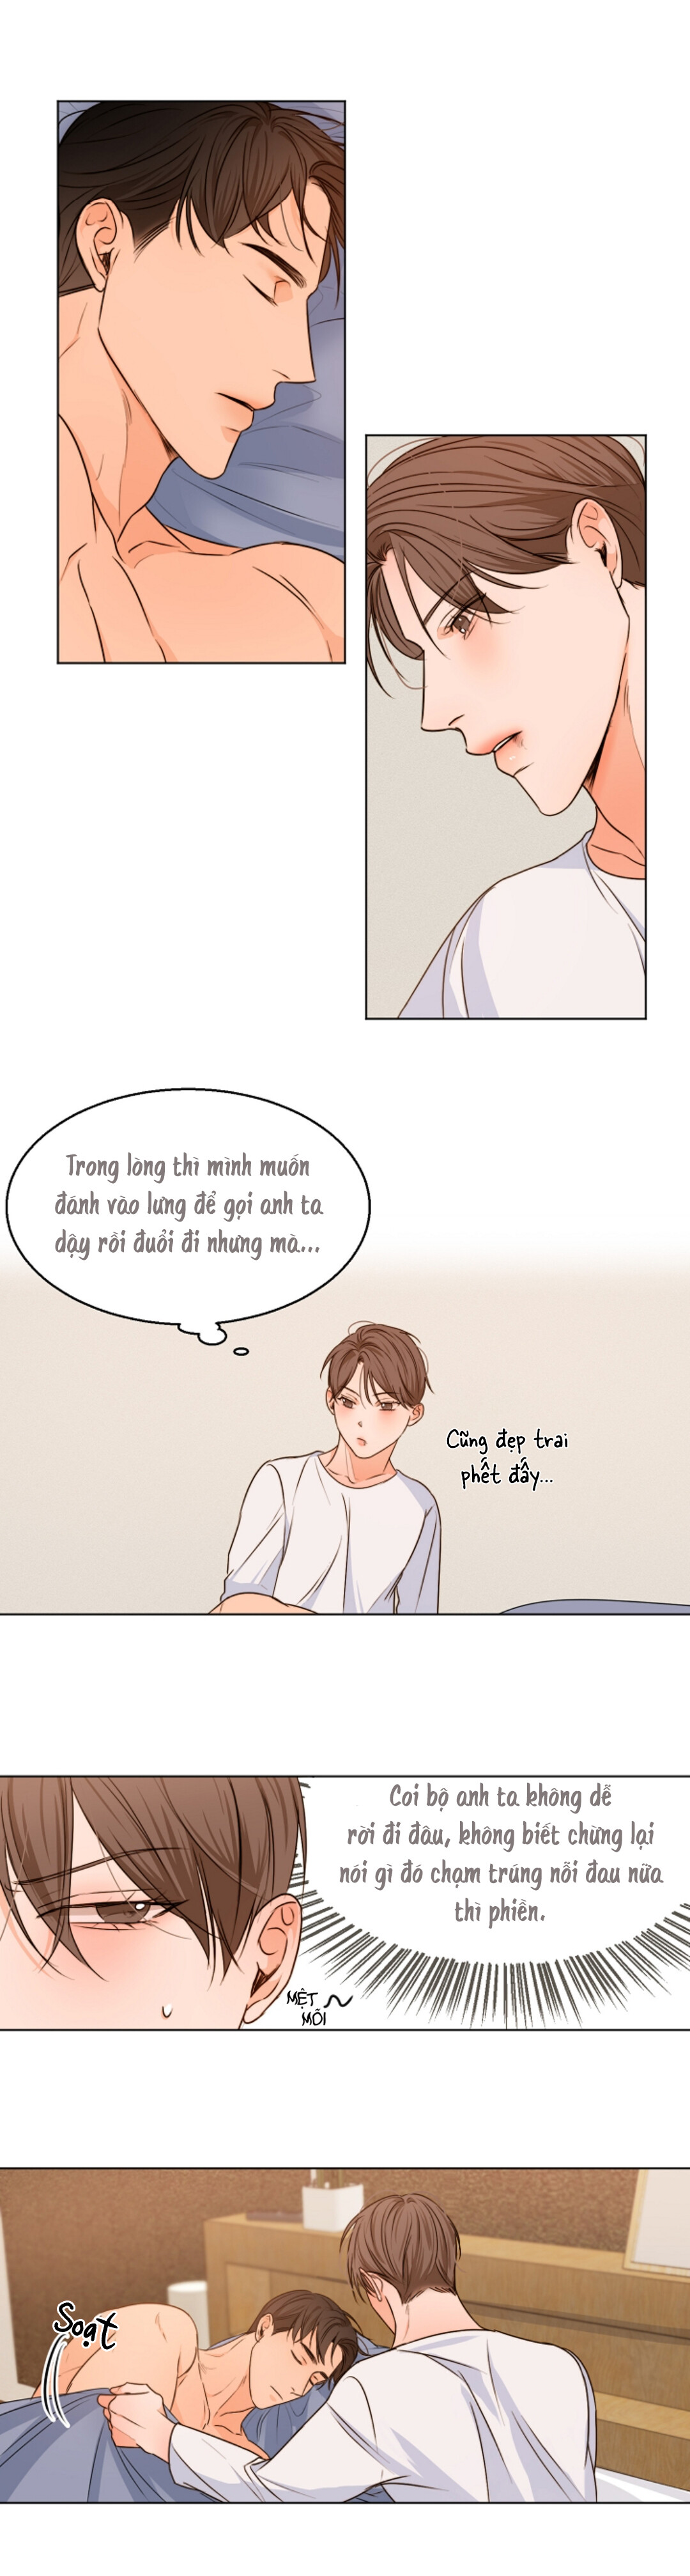 Trong lòng thì mình muốn
đánh vào lưng để gọi anh ta
dậy rồi đuổi đi nhưng mà...
Cũng đẹp trai
phết đấy...
Coi bộ anh ta không dễ
rời đi đâu, không biết chừng lại
nói gì đó chạm trúng nỗi đau nữa
thì phiền.
MỆT
MỎI
Soạt